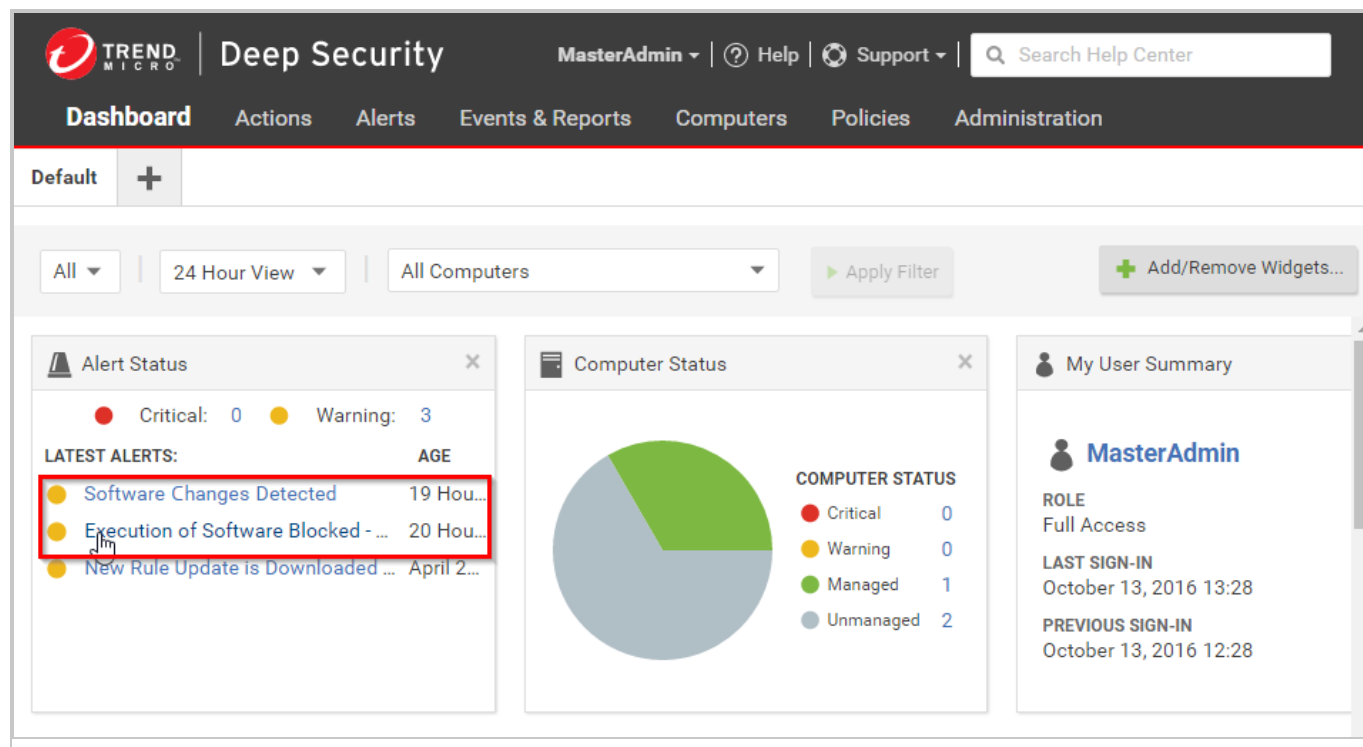 TREND MICRO Deep Security MasterAdmin Help Support Search Help Center
Dashboard Actions Alerts Events & Reports Computers Policies Administration
Default
All 24 Hour View All Computers Apply Filter Add/Remove Widgets...
Alert Status
Critical: 0 Warning: 3
LATEST ALERTS: AGE
Software Changes Detected 19 Hou...
Execution of Software Blocked - ... 20 Hou...
New Rule Update is Downloaded ... April 2...
Computer Status
COMPUTER STATUS
Critical 0
Warning 0
Managed 1
Unmanaged 2
My User Summary
MasterAdmin
ROLE
Full Access
LAST SIGN-IN
October 13, 2016 13:28
PREVIOUS SIGN-IN
October 13, 2016 12:28